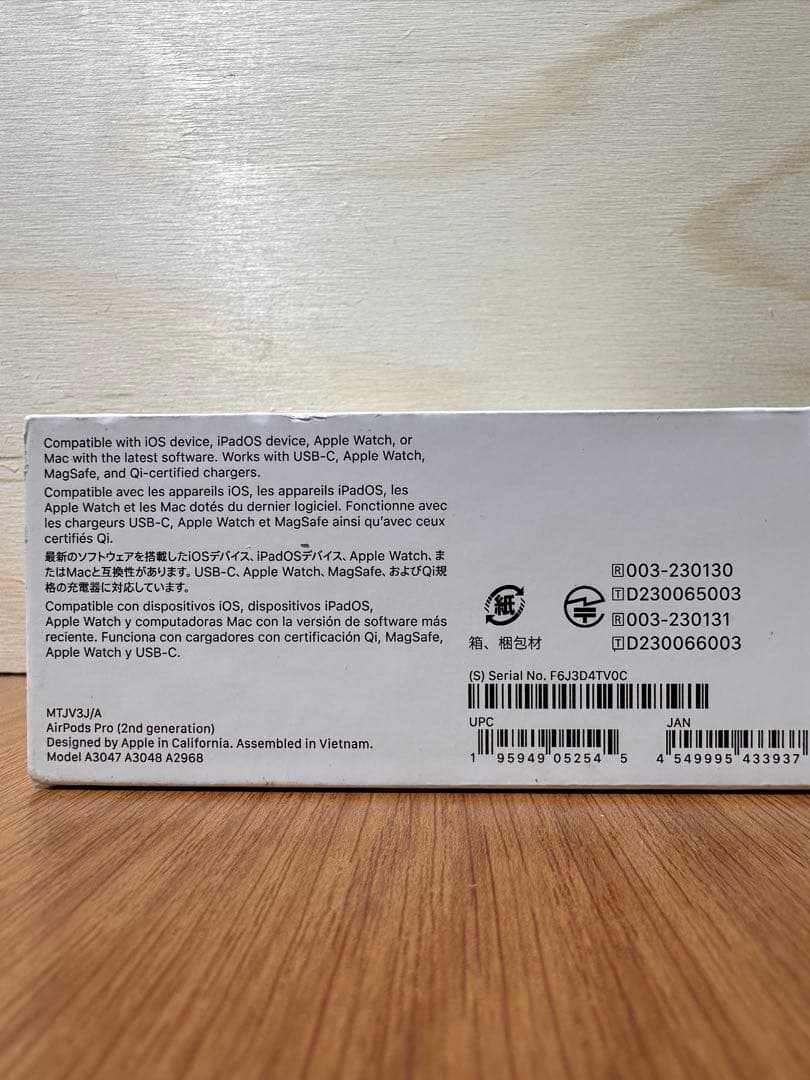 Compatible with iOS device, iPadOS device, Apple Watch, or
Mac with the latest software. Works with USB-C, Apple Watch,
MagSafe, and Qi-certified chargers.
Compatible avec les appareils iOS, les appareils iPadOS, les
Apple Watch et les Mac dotés du dernier logiciel. Fonctionne avec
les chargeurs USB-C, Apple Watch et MagSafe ainsi qu'avec ceux
certifiés Qi.
最新のソフトウェアを搭載したiOSデバイス、iPadOSデバイス、Apple Watch、ま
たはMacと互換性があります。USB-C、Apple Watch、MagSafe、およびQi規
格の充電器に対応しています。
Compatible con dispositivos iOS, dispositivos iPadOS,
Apple Watch y computadoras Mac con la versión de software más
reciente. Funciona con cargadores con certificación Qi, MagSafe,
Apple Watch y USB-C.
MTJV3J/A
AirPods Pro (2nd generation)
Designed by Apple in California. Assembled in Vietnam.
Model A3047 A3048 A2968
紙
箱、梱包材
R 003-230130
T D230065003
R 003-230131
T D230066003
(S) Serial No. F6J3D4TV0C
UPC
1 95949 05254 5
JAN
4 549995 433937